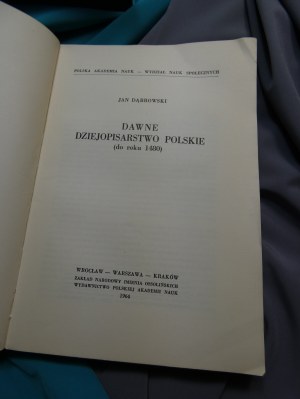 POLSKA AKADEMIA NAUK — WYDZIAŁ NAUK SPOŁECZNYCH
JAN DĄBROWSKI
DAWNE
DZIEJOPISARSTWO POLSKIE
(do roku 1480)
WROCŁAW — WARSZAWA — KRAKÓW
ZAKŁAD NARODOWY IMIENIA OSSOLIŃSKICH
WYDAWNICTWO POLSKIEJ AKADEMII NAUK
1964